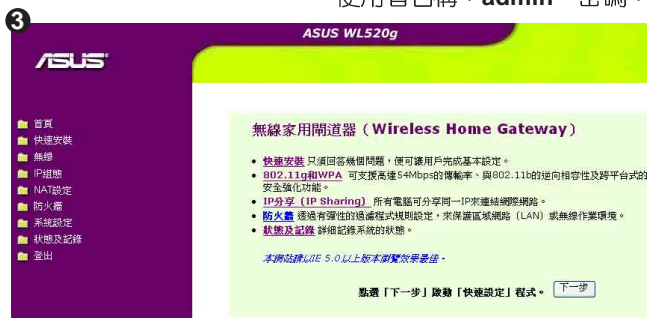 使用者名稱，admin
❸
ASUS WL520g
ASUS
首頁
快速安裝
無線
IP組態
NAT設定
防火牆
系統設定
狀態及記錄
登出
無線家用閘道器（Wireless Home Gateway）
• 快速安裝 只須回答幾個問題，便可讓用戶完成基本設定。
• 802.11g和WPA 可支援高速54Mbps的傳輸率、與802.11b的逆向相容性及跨平台式的
安全強化功能。
• IP分享（IP Sharing） 所有電腦可分享同一IP來連結網際網路。
• 防火牆 透過有彈性的過濾程式規則設定，來保護區域網路（LAN）或無線作業環境。
• 狀態及記錄 詳細記錄系統的狀態。
本網站請以IE 5.0以上版本瀏覽效果最佳。
點選「下一步」啟動「快速設定」程式。 下一步